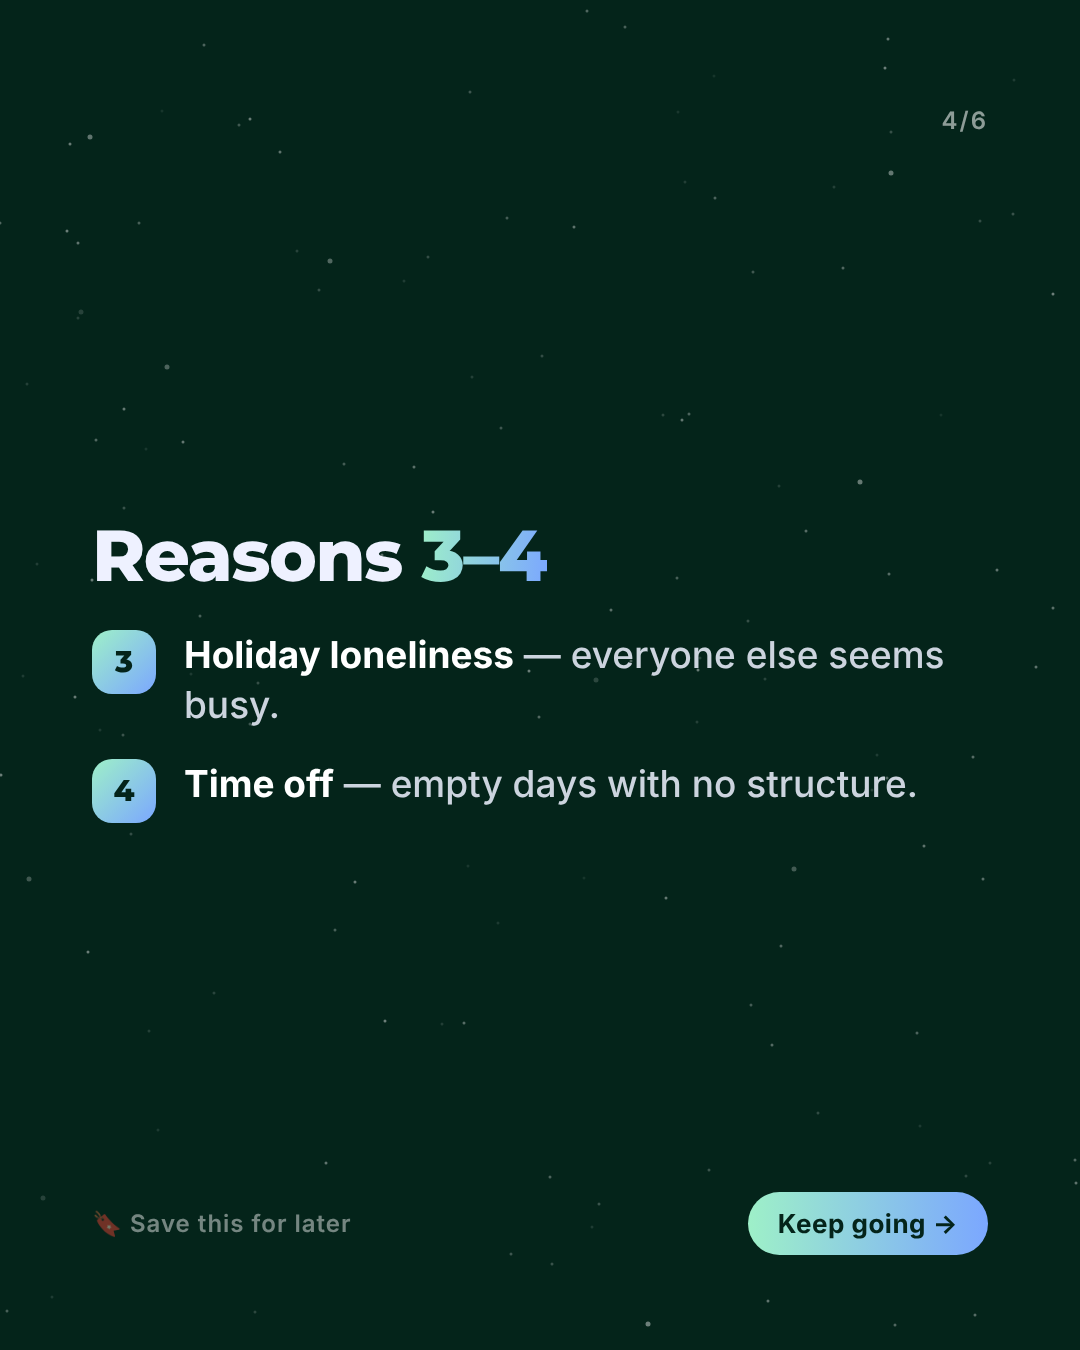 4/6
Reasons 3–4
3 Holiday loneliness — everyone else seems
busy.
4 Time off — empty days with no structure.
🔖 Save this for later
Keep going →